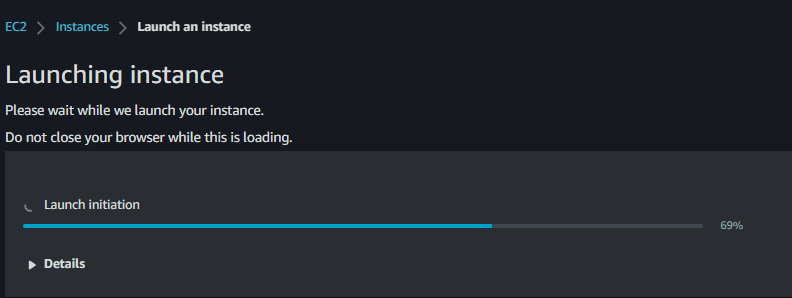 EC2 > Instances > Launch an instance
Launching instance
Please wait while we launch your instance.
Do not close your browser while this is loading.
Launch initiation
69%
Details